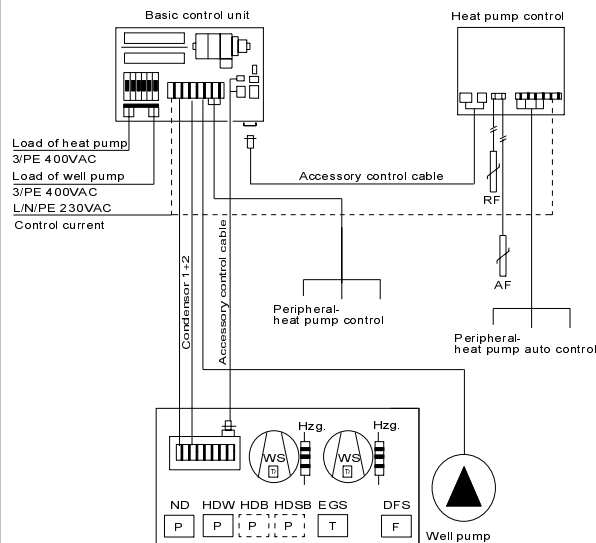 Basic control unit
Heat pump control
Load of heat pump
3/PE 400VAC
Load of well pump
3/PE 400VAC
L/N/PE 230VAC
Control current
Accessory control cable
RF
AF
Condensor 1+2
Accessory control cable
Peripheral-
heat pump control
Peripheral-
heat pump auto control
Hzg.
Hzg.
WS
WS
ND HDW HDB HDSB EGS DFS
P P P P T F
Well pump